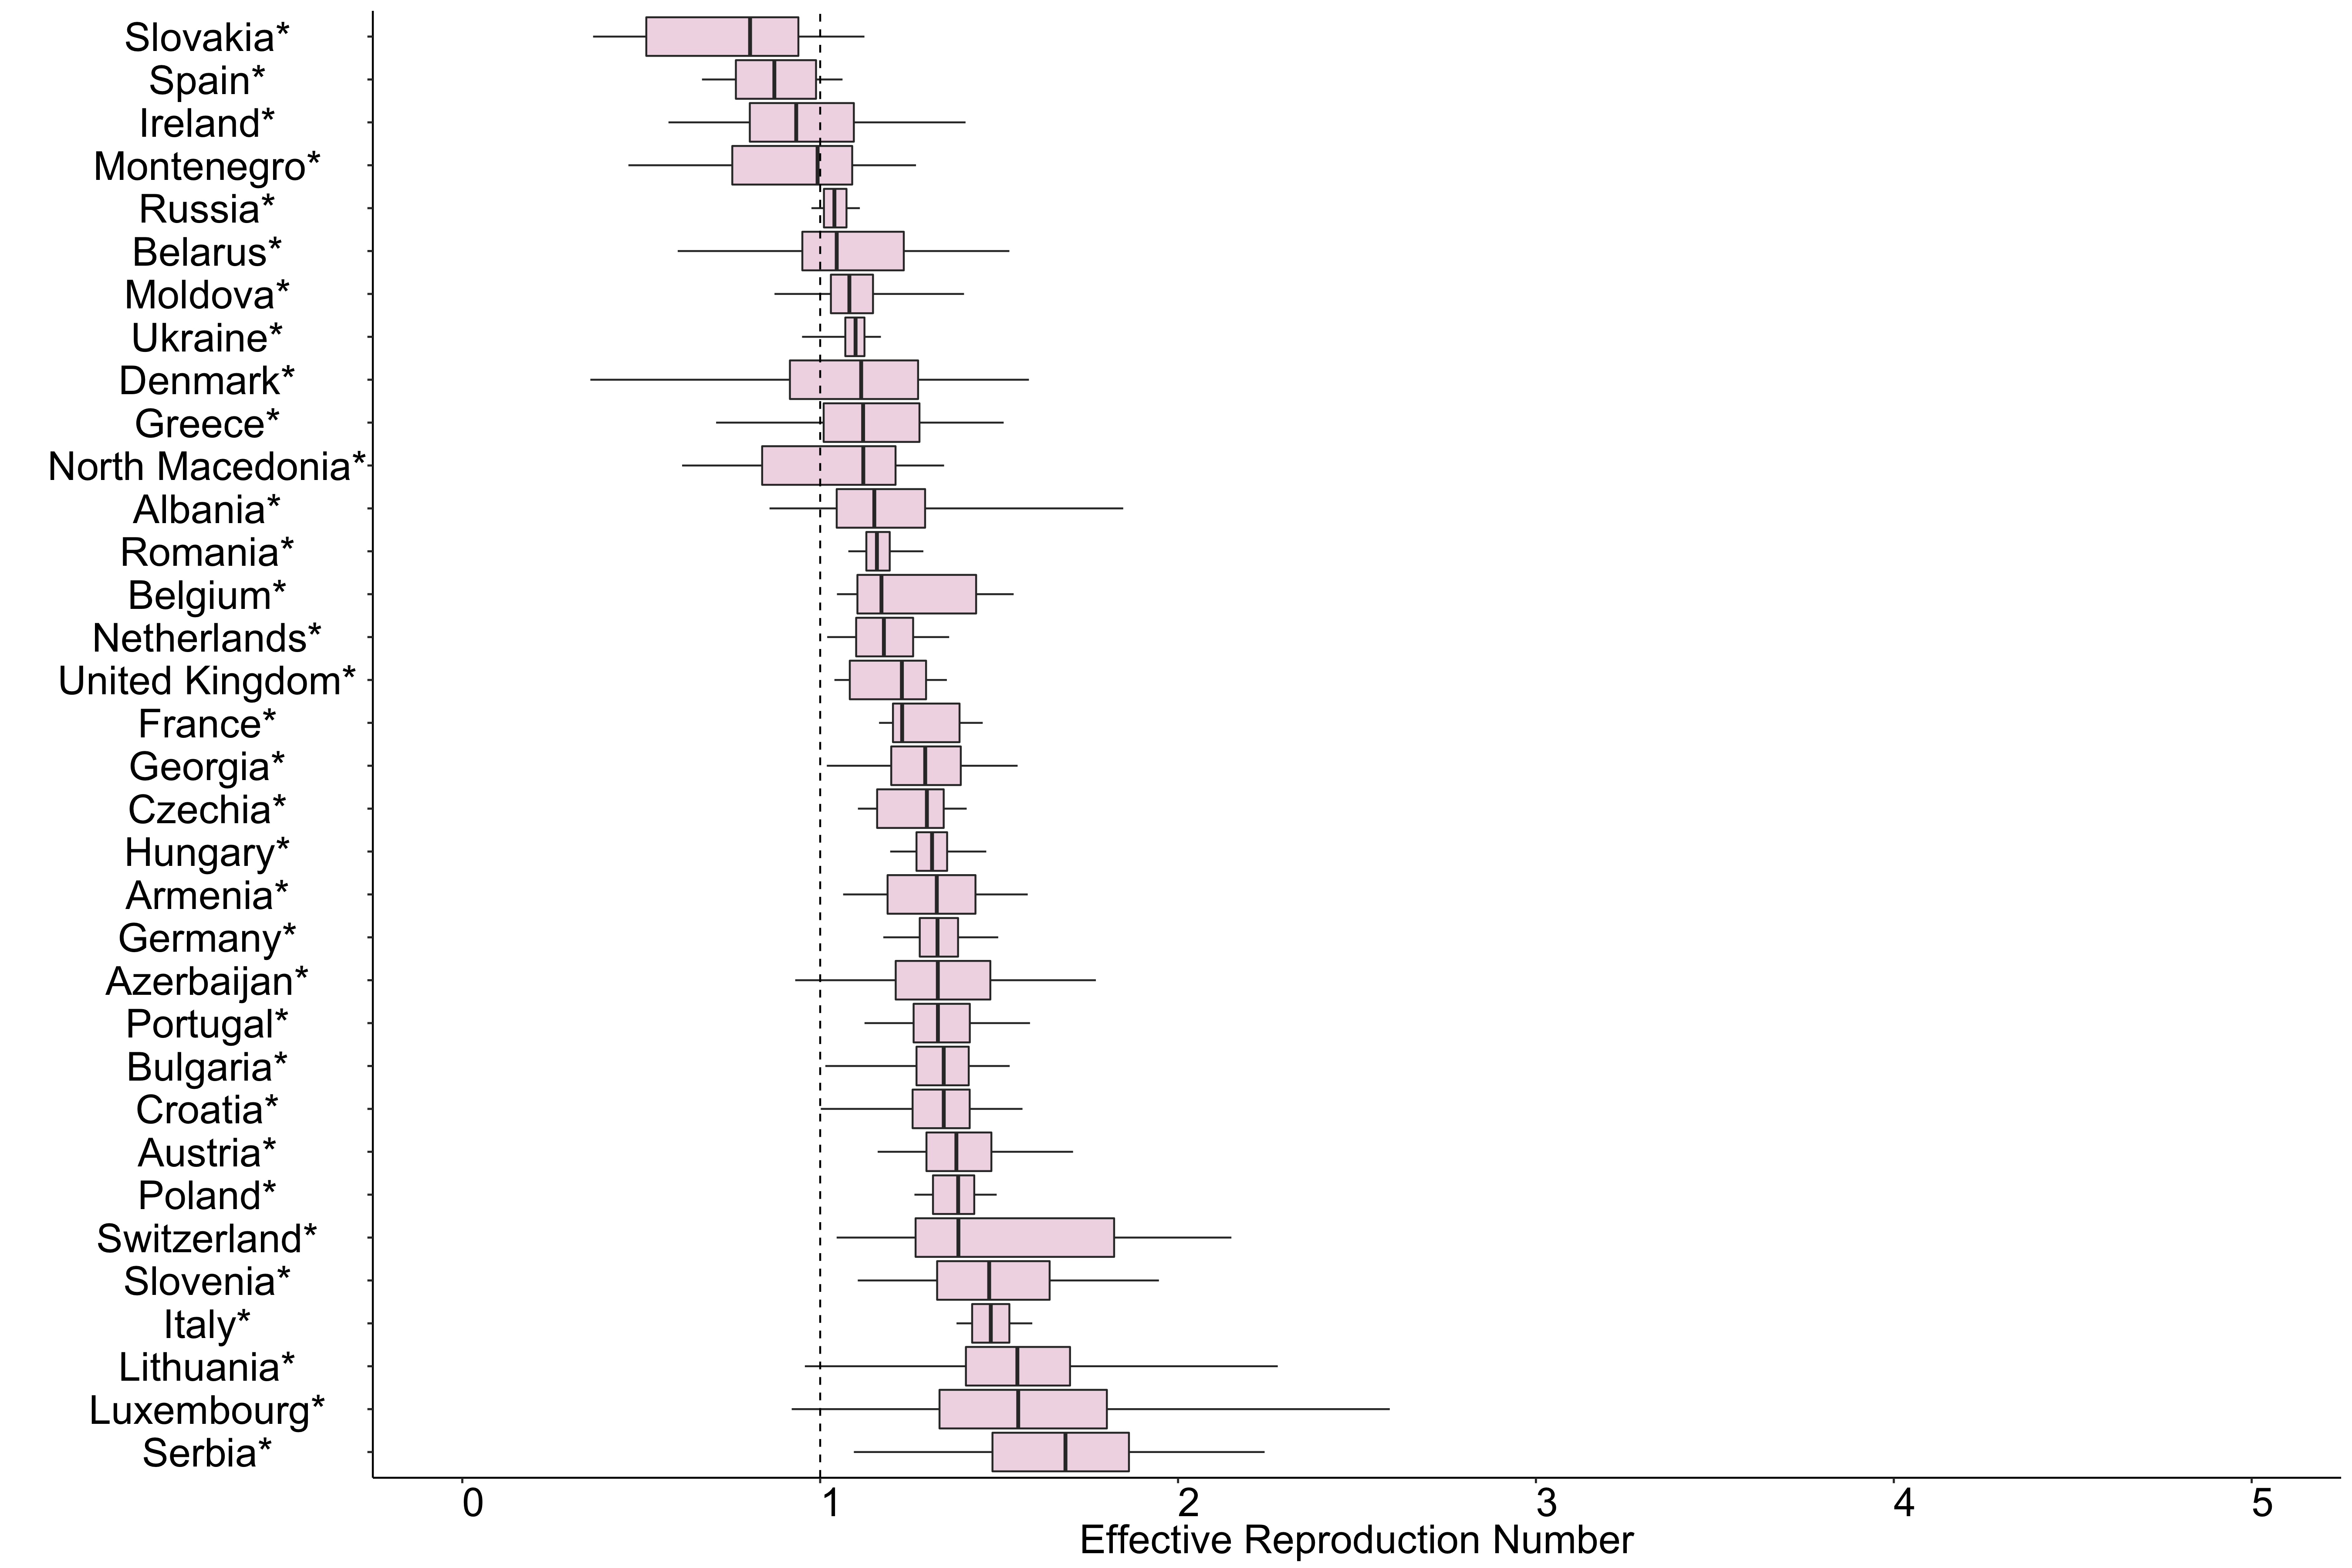 Slovakia*
Spain*
Ireland*
Montenegro*
Russia*
Belarus*
Moldova*
Ukraine*
Denmark*
Greece*
North Macedonia*
Albania*
Romania*
Belgium*
Netherlands*
United Kingdom*
France*
Georgia*
Czechia*
Hungary*
Armenia*
Germany*
Azerbaijan*
Portugal*
Bulgaria*
Croatia*
Austria*
Poland*
Switzerland*
Slovenia*
Italy*
Lithuania*
Luxembourg*
Serbia*
0 1 2 3 4 5
Effective Reproduction Number